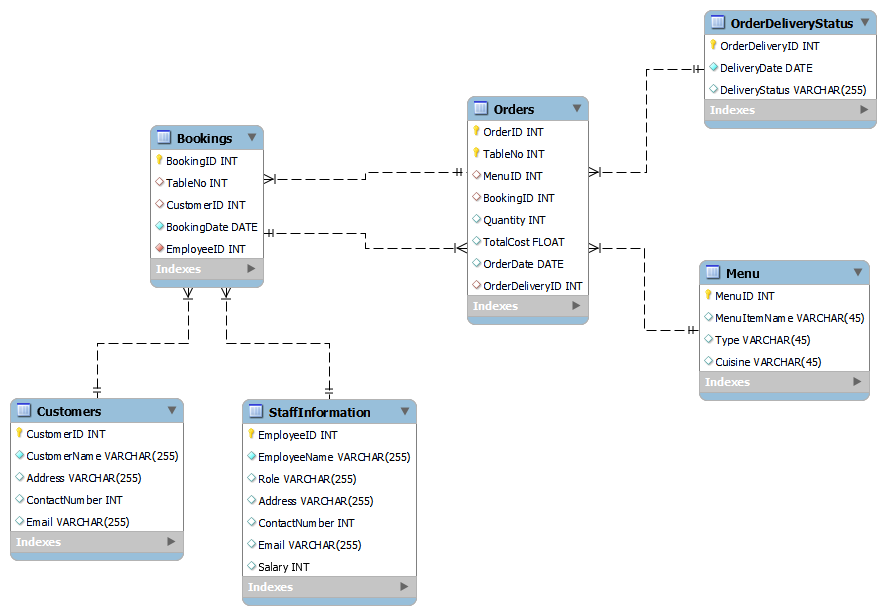 OrderDeliveryStatus
OrderDeliveryID INT
DeliveryDate DATE
DeliveryStatus VARCHAR(255)
Indexes
Orders
OrderID INT
TableNo INT
MenuID INT
BookingID INT
Quantity INT
TotalCost FLOAT
OrderDate DATE
OrderDeliveryID INT
Indexes
Bookings
BookingID INT
TableNo INT
CustomerID INT
BookingDate DATE
EmployeeID INT
Indexes
Menu
MenuID INT
MenuItemName VARCHAR(45)
Type VARCHAR(45)
Cuisine VARCHAR(45)
Indexes
Customers
CustomerID INT
CustomerName VARCHAR(255)
Address VARCHAR(255)
ContactNumber INT
Email VARCHAR(255)
Indexes
StaffInformation
EmployeeID INT
EmployeeName VARCHAR(255)
Role VARCHAR(255)
Address VARCHAR(255)
ContactNumber INT
Email VARCHAR(255)
Salary INT
Indexes